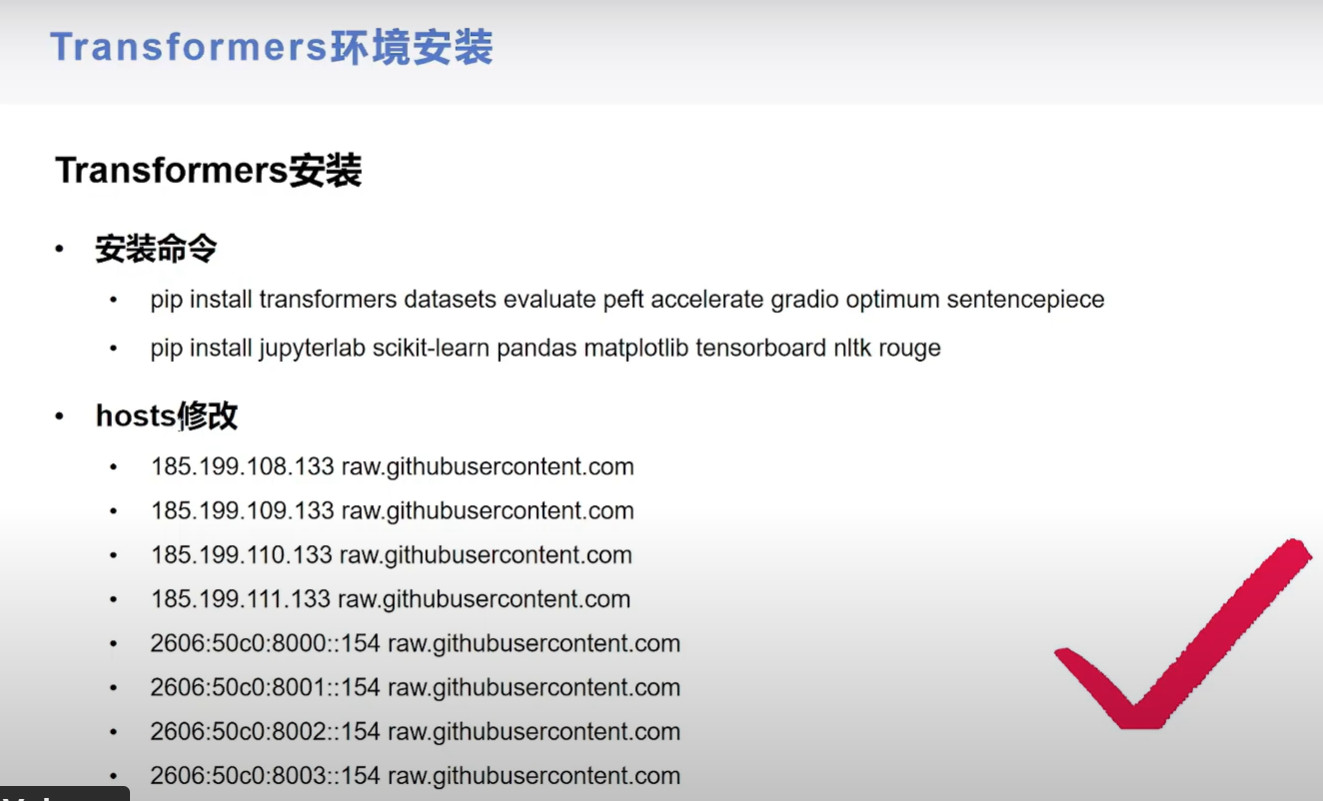 Transformers环境安装
Transformers安装
• 安装命令
• pip install transformers datasets evaluate peft accelerate gradio optimum sentencepiece
• pip install jupyterlab scikit-learn pandas matplotlib tensorboard nltk rouge
• hosts修改
• 185.199.108.133 raw.githubusercontent.com
• 185.199.109.133 raw.githubusercontent.com
• 185.199.110.133 raw.githubusercontent.com
• 185.199.111.133 raw.githubusercontent.com
• 2606:50c0:8000::154 raw.githubusercontent.com
• 2606:50c0:8001::154 raw.githubusercontent.com
• 2606:50c0:8002::154 raw.githubusercontent.com
• 2606:50c0:8003::154 raw.githubusercontent.com